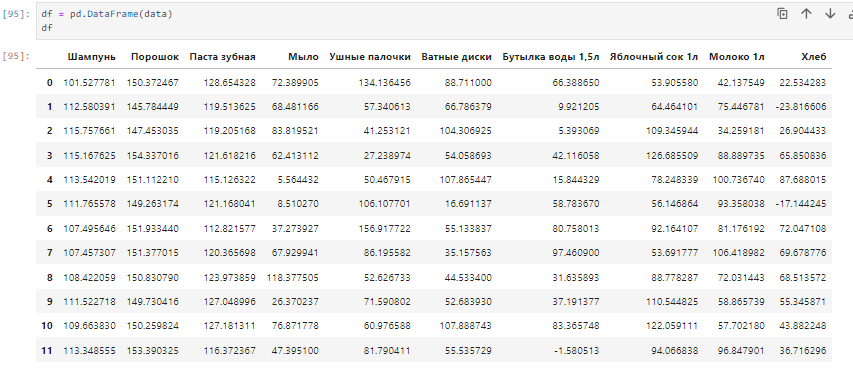 [95]: df = pd.DataFrame(data)
df
[95]: Шампунь Порошок Паста зубная Мыло Ушные палочки Ватные диски Бутылка воды 1,5л Яблочный сок 1л Молоко 1л Хлеб
0 101.527781 150.372467 128.654328 72.389905 134.136456 88.711000 66.388650 53.905580 42.137549 22.534283
1 112.580391 145.784449 119.513625 68.481166 57.340613 66.786379 9.921205 64.464101 75.446781 -23.816606
2 115.757661 147.453035 119.205168 83.819521 41.253121 104.306925 5.393069 109.345944 34.259181 26.904433
3 115.167625 154.337016 121.618216 62.413112 27.238974 54.058693 42.116058 126.685509 88.889735 65.850836
4 113.542019 151.112210 115.126322 5.564432 50.467915 107.865447 15.844329 78.248339 100.736740 87.688015
5 111.765578 149.263174 121.168041 8.510270 106.107701 16.691137 58.783670 56.146864 93.358038 -17.144245
6 107.495646 151.933440 112.821577 37.273927 156.917722 55.133837 80.758013 92.164107 81.176192 72.047108
7 107.457307 151.377015 120.365698 67.929941 86.195582 35.157563 97.460900 53.691777 106.418982 69.678776
8 108.422059 150.830790 123.973859 118.377505 52.626733 44.533400 31.635893 88.778287 72.031443 68.513572
9 111.522718 149.730416 127.048996 26.370237 71.590802 52.683930 37.191377 110.544825 58.865739 55.345871
10 109.663830 150.259824 127.181311 76.871778 60.976588 107.888743 83.365748 122.059111 57.702180 43.882248
11 113.348555 153.390325 116.372367 47.395100 81.790411 55.535729 -1.580513 94.066838 96.847901 36.716296